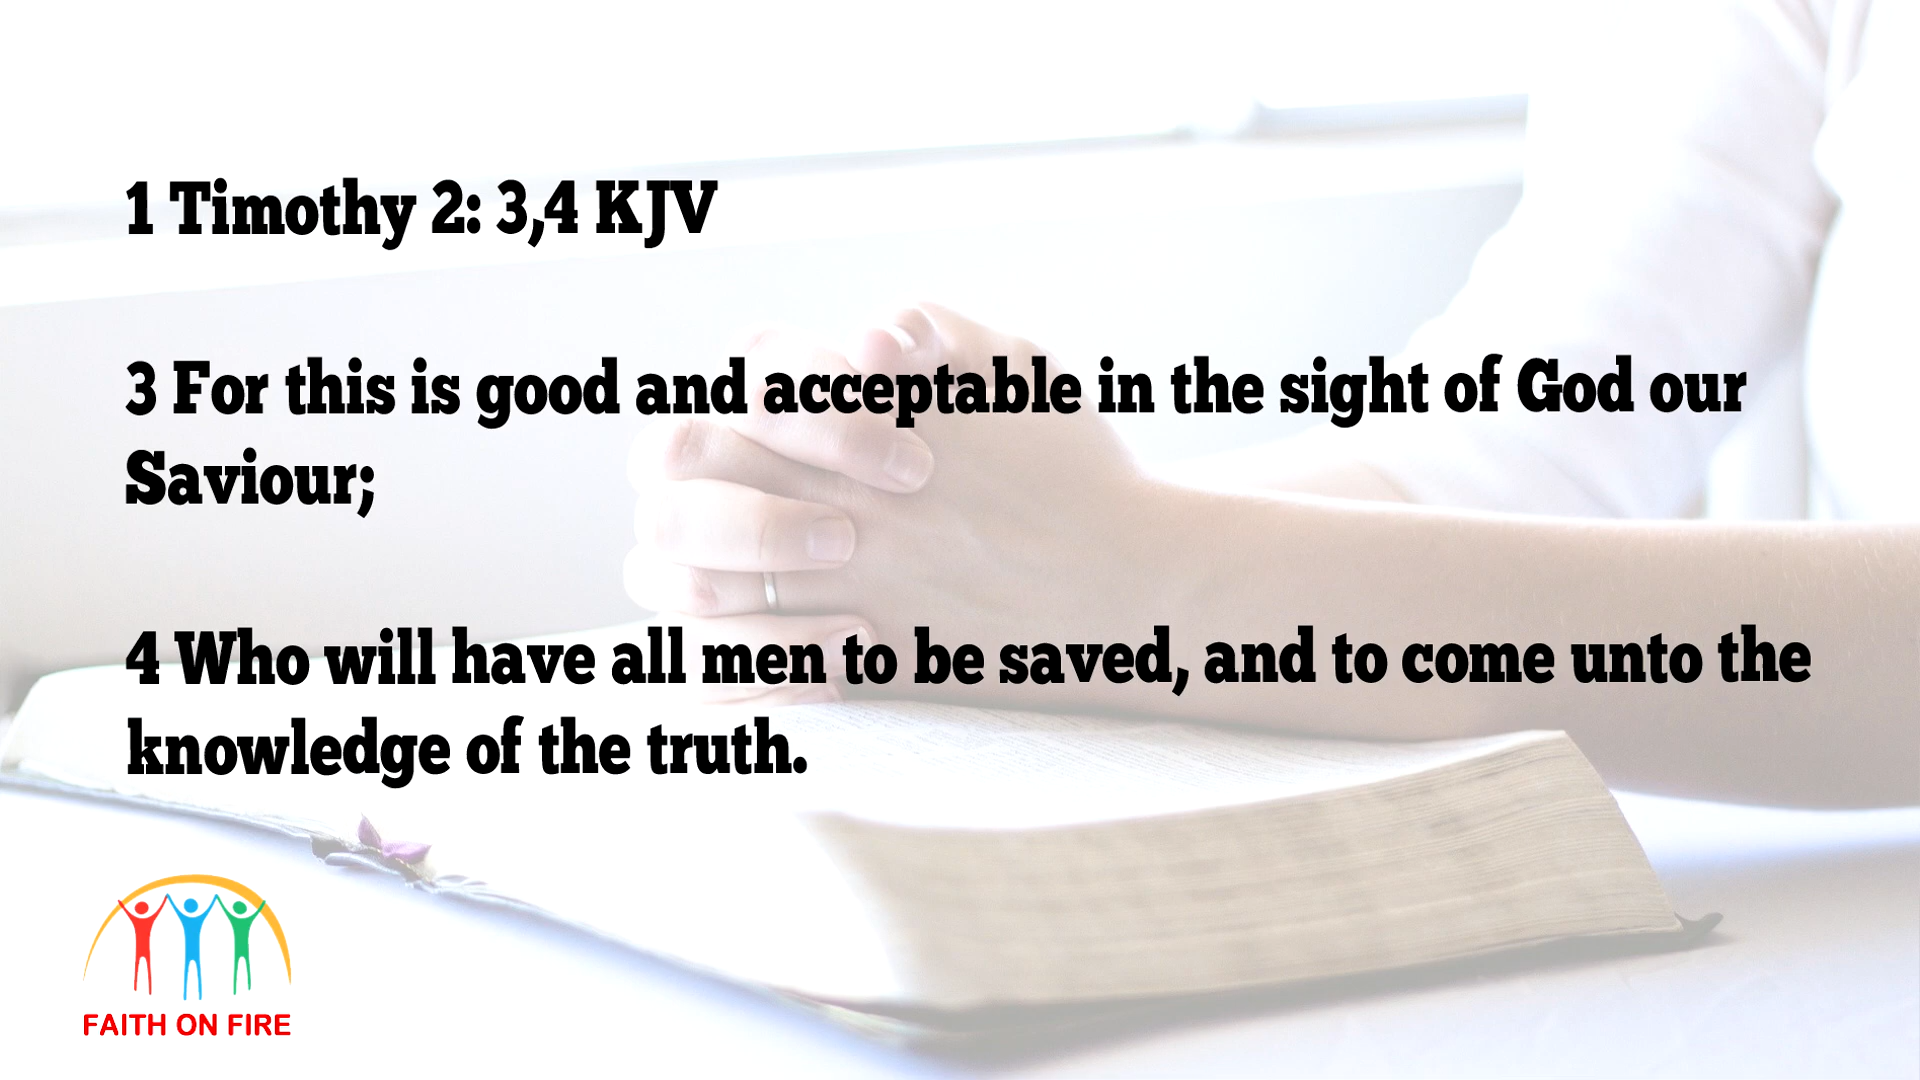 1 Timothy 2: 3,4 KJV
3 For this is good and acceptable in the sight of God our
Saviour;
4 Who will have all men to be saved, and to come unto the
knowledge of the truth.
FAITH ON FIRE